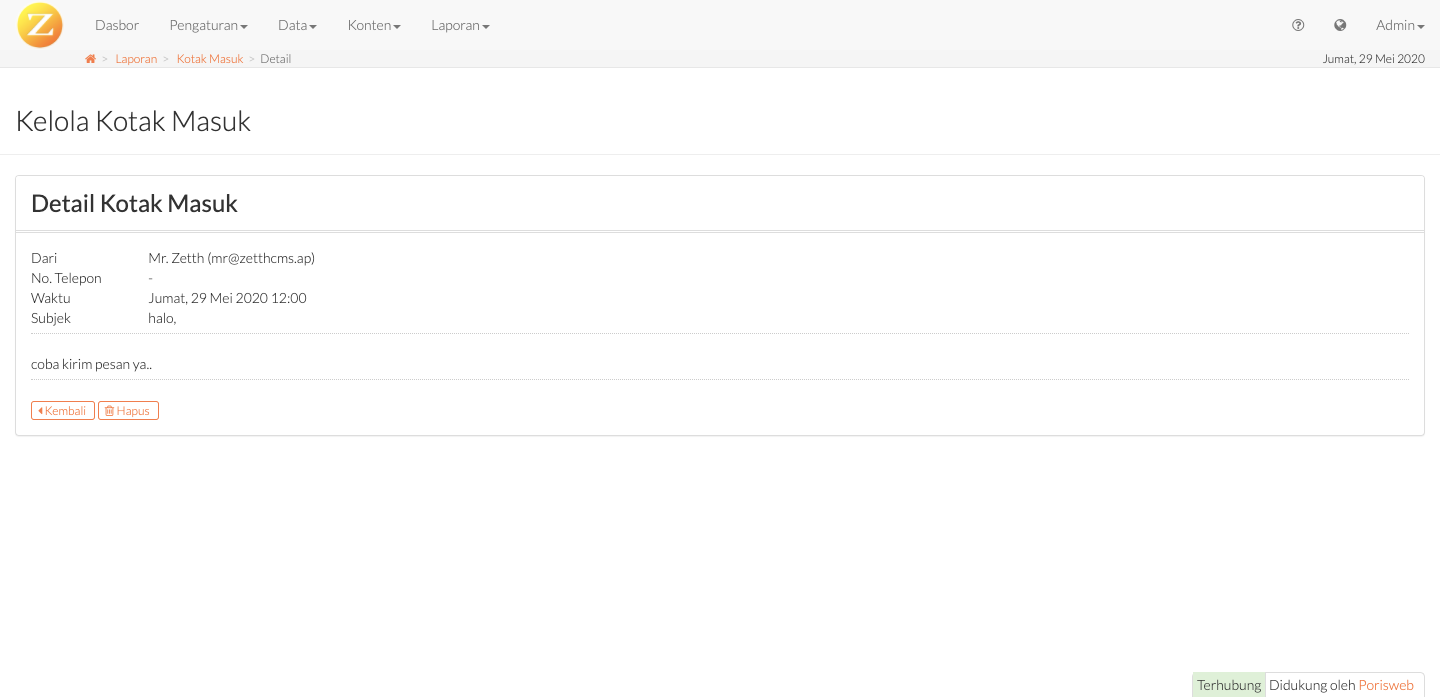 Z Dasbor Pengaturan Data Konten Laporan Admin
> Laporan > Kotak Masuk > Detail Jumat, 29 Mei 2020
Kelola Kotak Masuk
Detail Kotak Masuk
Dari Mr. Zetth (mr@zetthcms.ap)
No. Telepon -
Waktu Jumat, 29 Mei 2020 12:00
Subjek halo,
coba kirim pesan ya..
Kembali Hapus
Terhubung Didukung oleh Porisweb